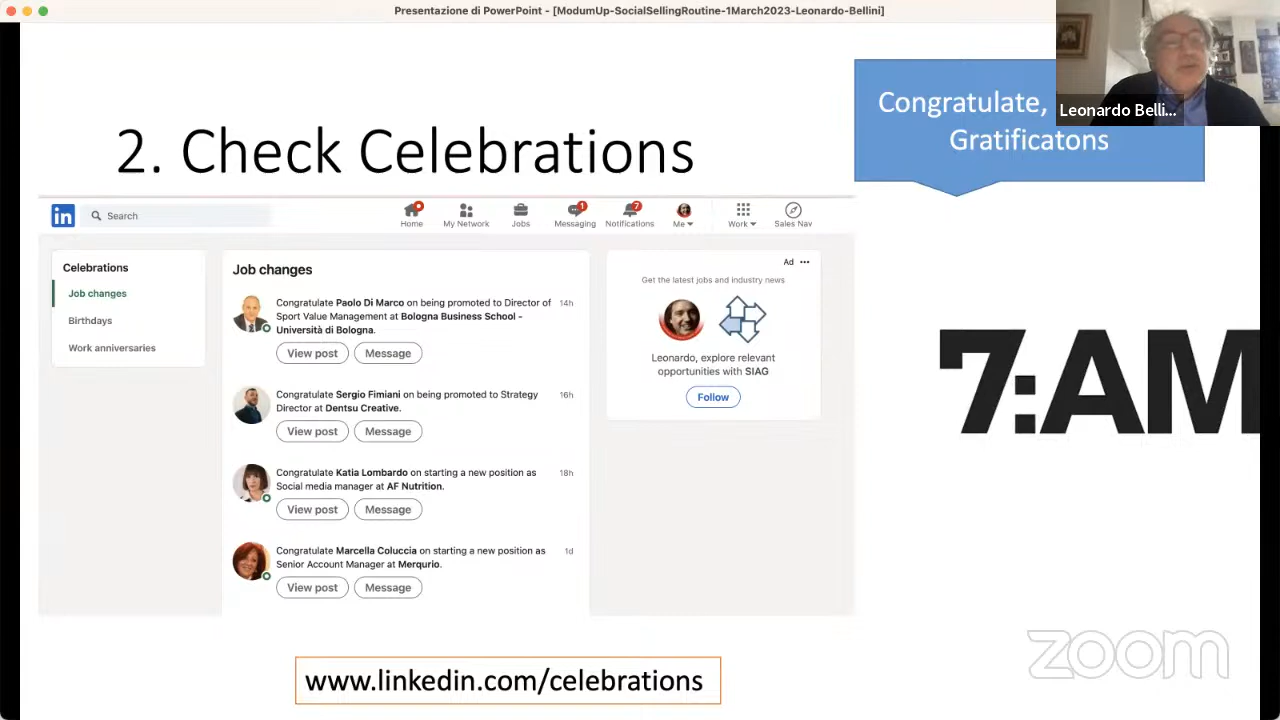 Presentazione di PowerPoint - [ModumUp-SocialSellingRoutine-1March2023-Leonardo-Bellini]
Congratulate,
Gratificatons
Leonardo Belli...
2. Check Celebrations
in
Search
Home
My Network
Jobs
1
Messaging
7
Notifications
Me
Work
Sales Nav
Celebrations
Job changes
Birthdays
Work anniversaries
Job changes
Congratulate Paolo Di Marco on being promoted to Director of
14h
Sport Value Management at Bologna Business School -
Università di Bologna.
View post
Message
Congratulate Sergio Fimiani on being promoted to Strategy
16h
Director at Dentsu Creative.
View post
Message
Congratulate Katia Lombardo on starting a new position as
18h
Social media manager at AF Nutrition.
View post
Message
Congratulate Marcella Coluccia on starting a new position as
1d
Senior Account Manager at Merqurio.
View post
Message
Ad ...
Get the latest jobs and industry news
Leonardo, explore relevant
opportunities with SIAG
Follow
7:AM
www.linkedin.com/celebrations
zoom